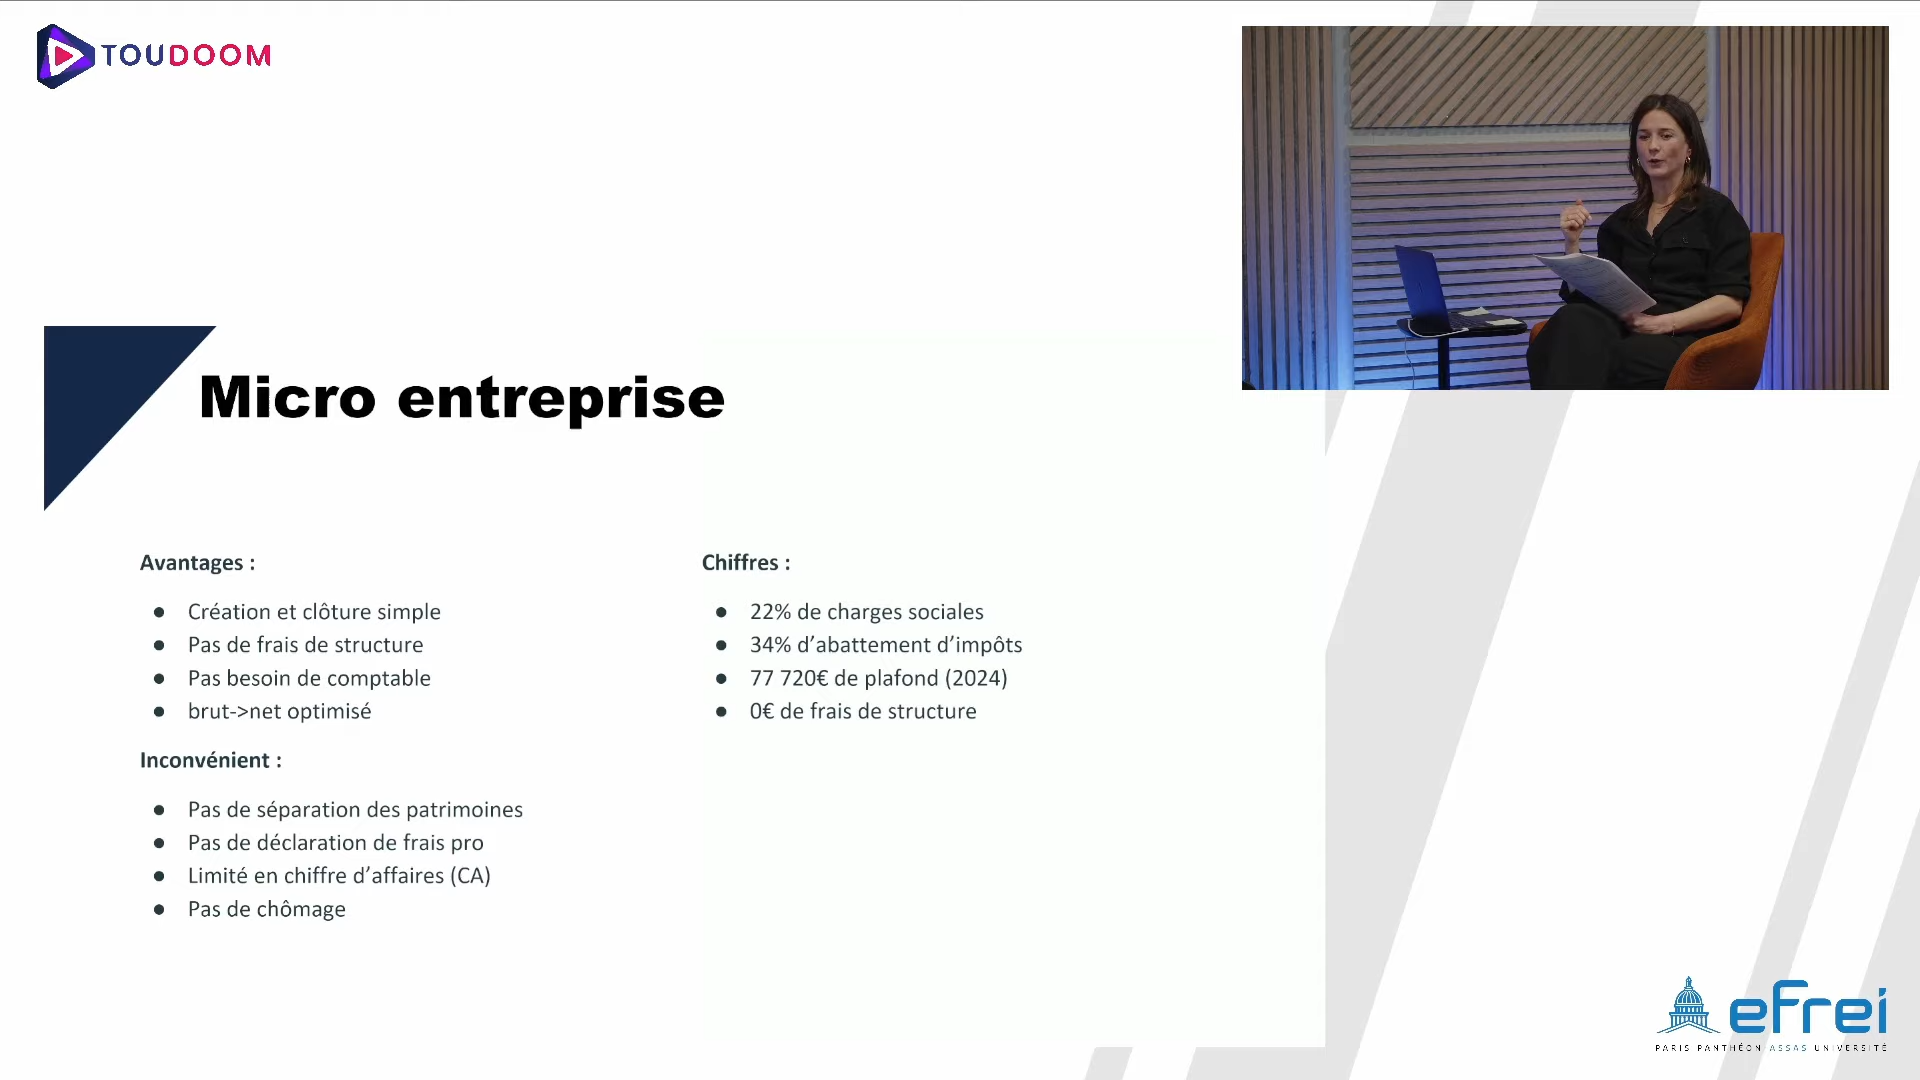 TOUDOOM
Micro entreprise
Avantages :
● Création et clôture simple
● Pas de frais de structure
● Pas besoin de comptable
● brut->net optimisé
Inconvénient :
● Pas de séparation des patrimoines
● Pas de déclaration de frais pro
● Limité en chiffre d’affaires (CA)
● Pas de chômage
Chiffres :
● 22% de charges sociales
● 34% d’abattement d’impôts
● 77 720€ de plafond (2024)
● 0€ de frais de structure
efrei
PARIS PANTHÉON ASSAS UNIVERSITÉ